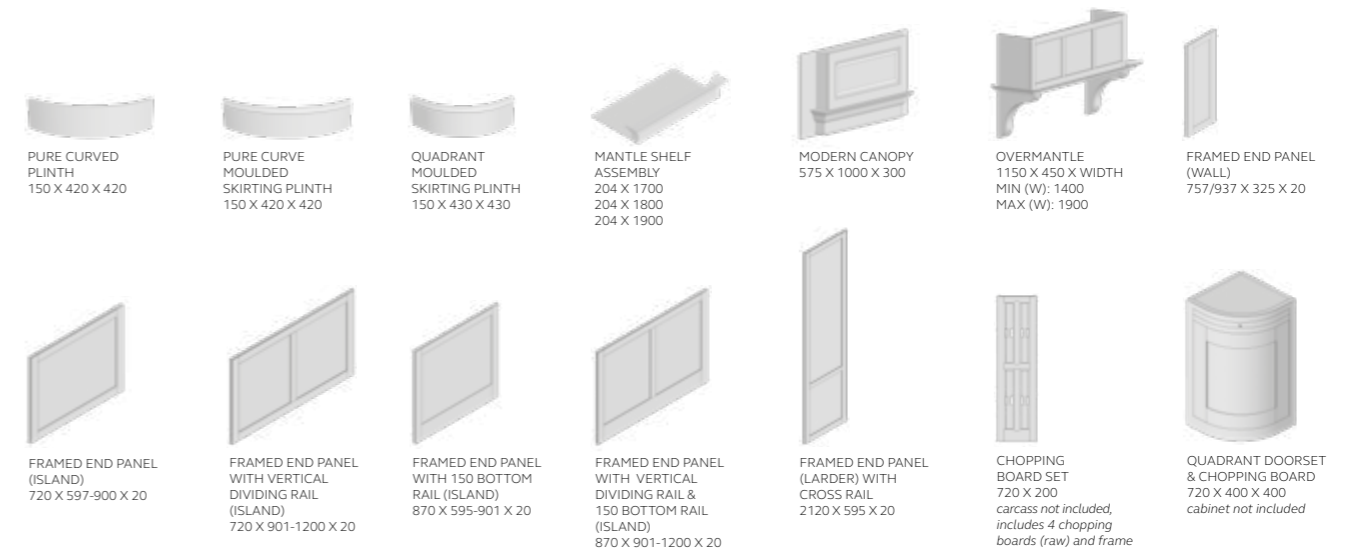 PURE CURVED
PLINTH
150 X 420 X 420
PURE CURVE
MOULDED
SKIRTING PLINTH
150 X 420 X 420
QUADRANT
MOULDED
SKIRTING PLINTH
150 X 430 X 430
MANTLE SHELF
ASSEMBLY
204 X 1700
204 X 1800
204 X 1900
MODERN CANOPY
575 X 1000 X 300
OVERMANTLE
1150 X 450 X WIDTH
MIN (W): 1400
MAX (W): 1900
FRAMED END PANEL
(WALL)
757/937 X 325 X 20
FRAMED END PANEL
(ISLAND)
720 X 597-900 X 20
FRAMED END PANEL
WITH VERTICAL
DIVIDING RAIL
(ISLAND)
720 X 901-1200 X 20
FRAMED END PANEL
WITH 150 BOTTOM
RAIL (ISLAND)
870 X 595-901 X 20
FRAMED END PANEL
WITH VERTICAL
DIVIDING RAIL &
150 BOTTOM RAIL
(ISLAND)
870 X 901-1200 X 20
FRAMED END PANEL
(LARDER) WITH
CROSS RAIL
2120 X 595 X 20
CHOPPING
BOARD SET
720 X 200
carcass not included,
includes 4 chopping
boards (raw) and frame
QUADRANT DOORSET
& CHOPPING BOARD
720 X 400 X 400
cabinet not included